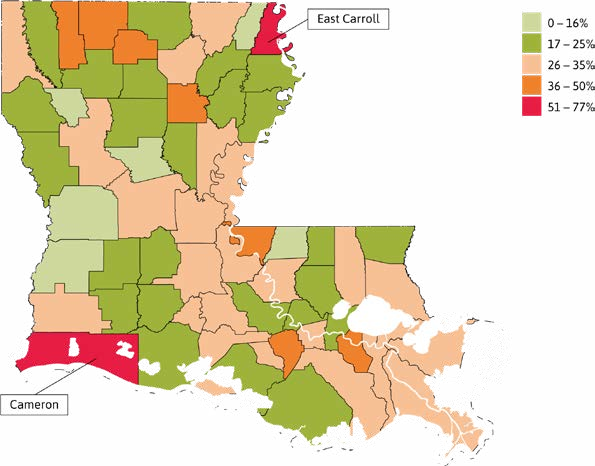 East Carroll
0 – 16%
17 – 25%
26 – 35%
36 – 50%
51 – 77%
Cameron